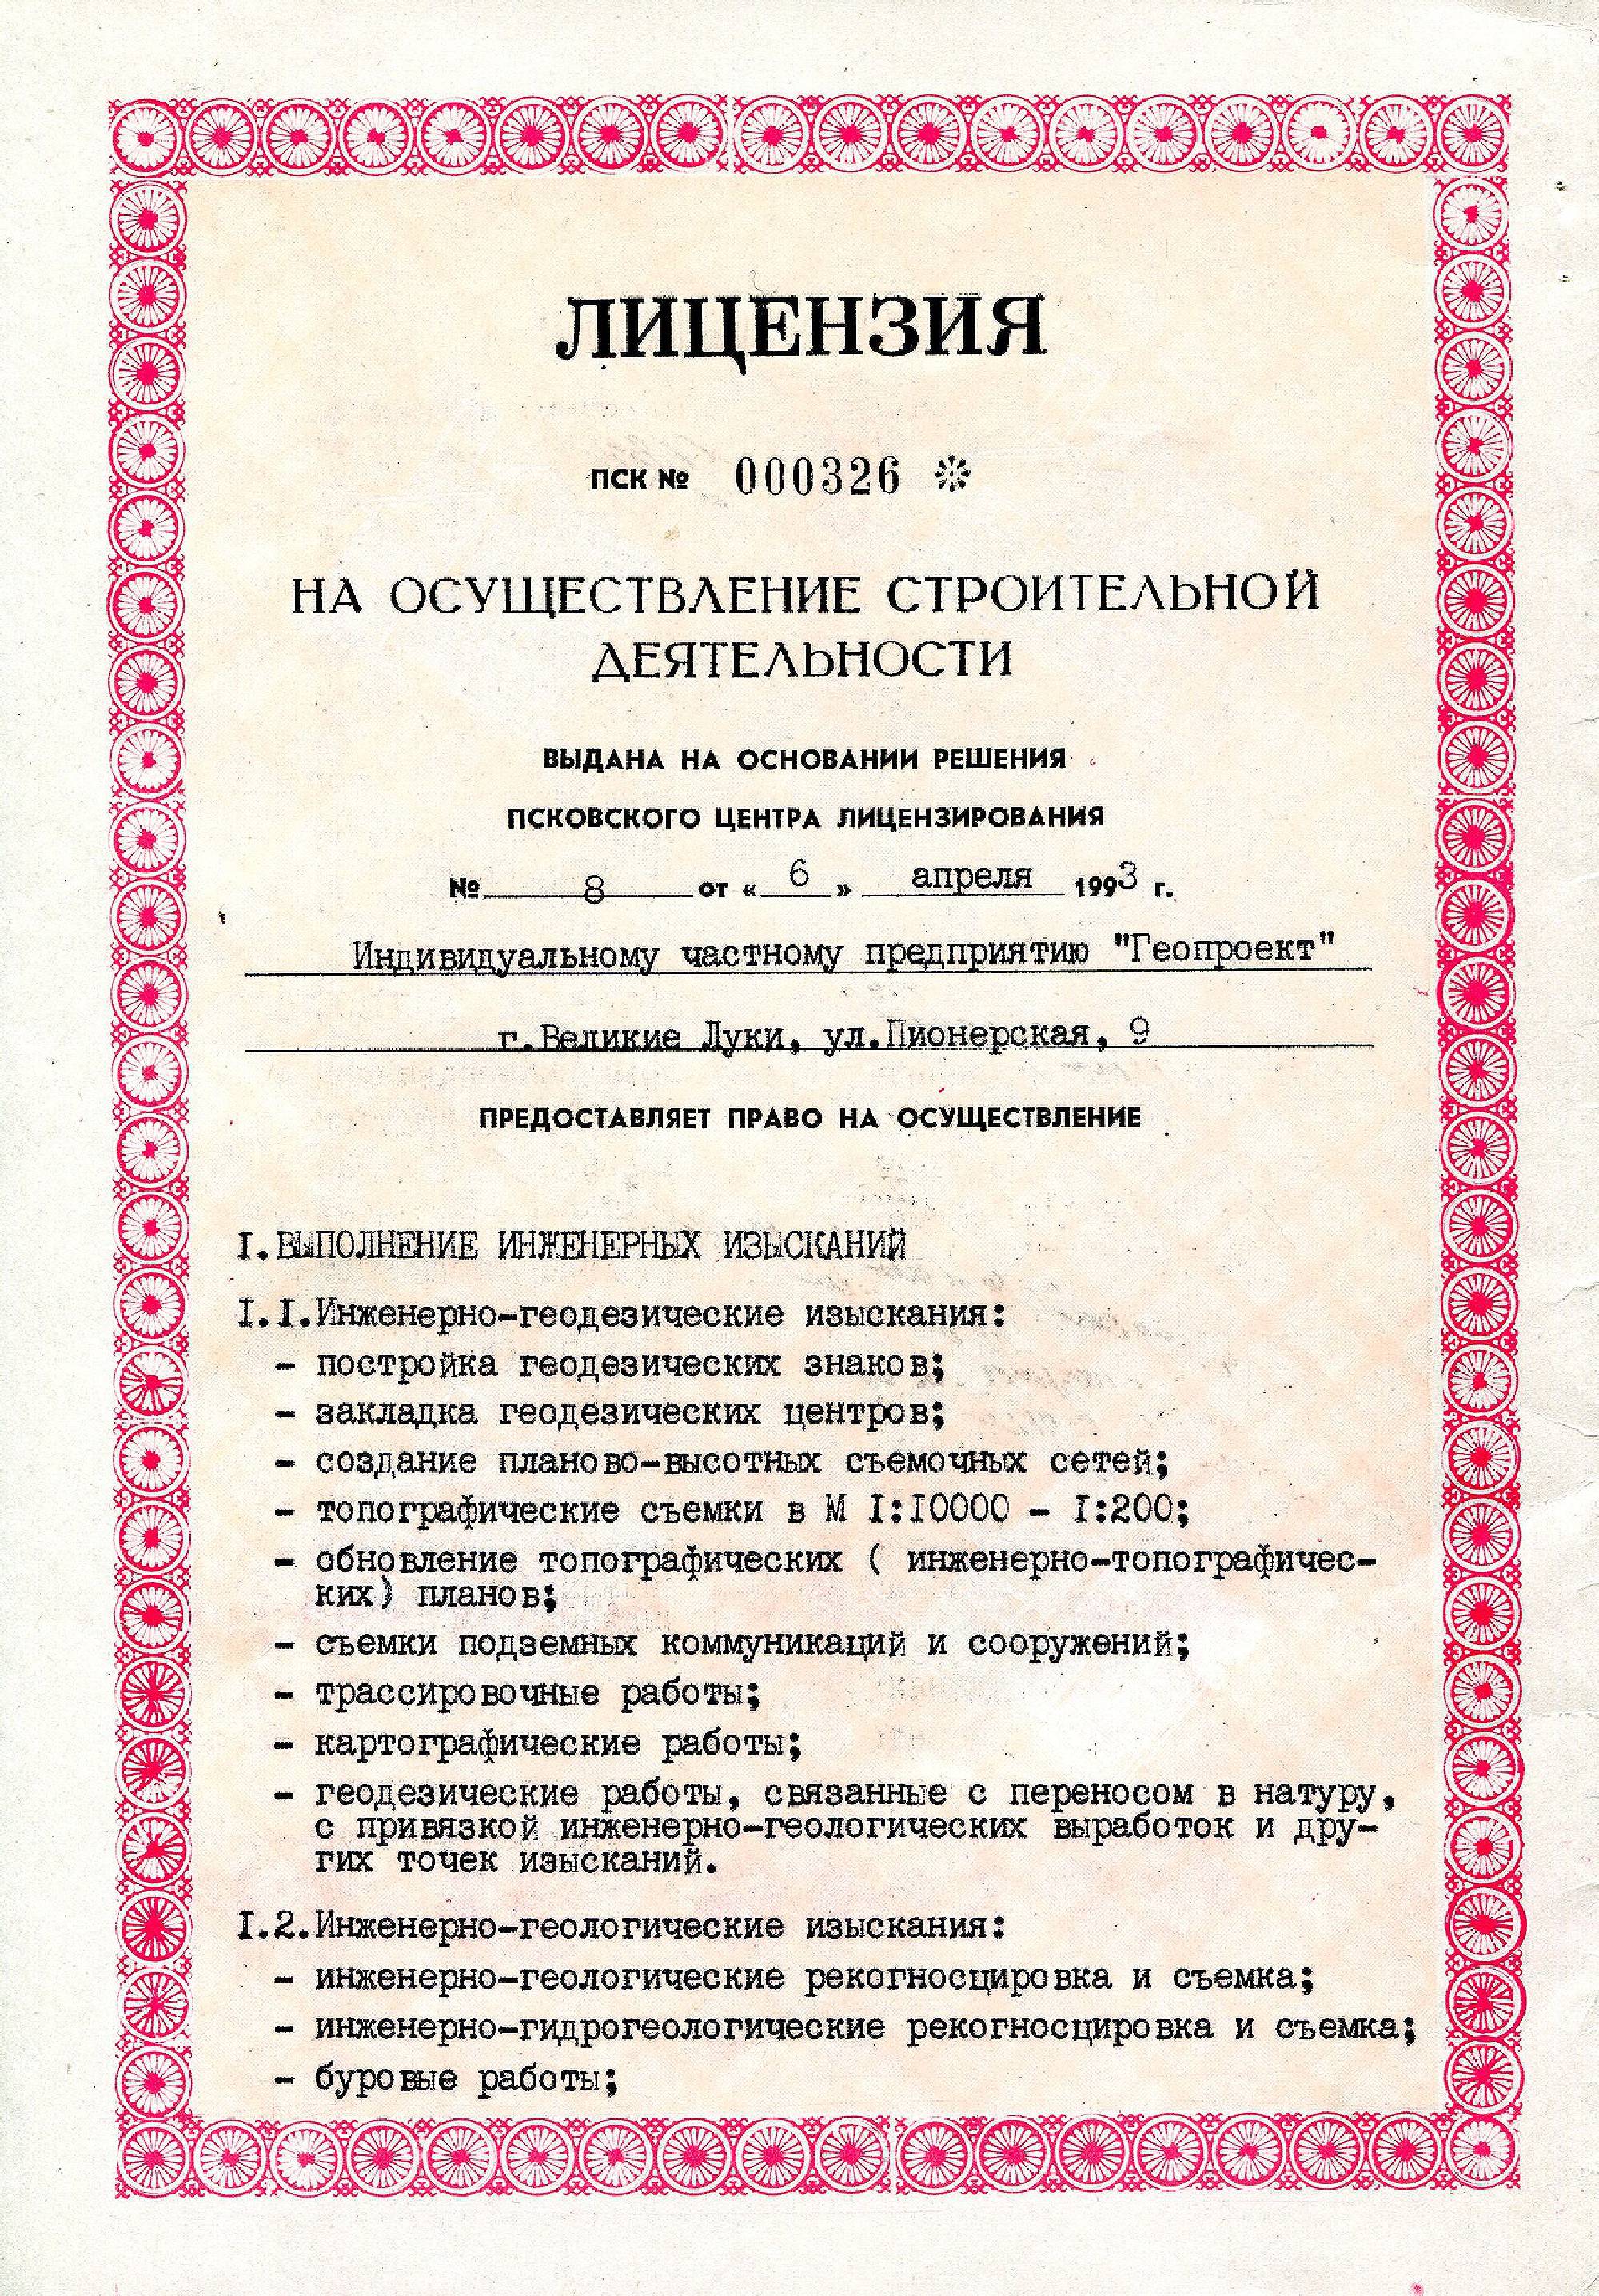 ЛИЦЕНЗИЯ
ПСК № 000326 *
НА ОСУЩЕСТВЛЕНИЕ СТРОИТЕЛЬНОЙ
ДЕЯТЕЛЬНОСТИ
ВЫДАНА НА ОСНОВАНИИ РЕШЕНИЯ
ПСКОВСКОГО ЦЕНТРА ЛИЦЕНЗИРОВАНИЯ
№ 8 от « 6 » апреля 1993 г.
Индивидуальному частному предприятию "Геопроект"
г.Великие Луки, ул.Пионерская, 9
ПРЕДОСТАВЛЯЕТ ПРАВО НА ОСУЩЕСТВЛЕНИЕ
I.ВЫПОЛНЕНИЕ ИНЖЕНЕРНЫХ ИЗЫСКАНИЙ
I.I.Инженерно-геодезические изыскания:
- постройка геодезических знаков;
- закладка геодезических центров;
- создание планово-высотных съемочных сетей;
- топографические съемки в М I:I0000 - I:200;
- обновление топографических ( инженерно-топографичес-
ких) планов;
- съемки подземных коммуникаций и сооружений;
- трассировочные работы;
- картографические работы;
- геодезические работы, связанные с переносом в натуру,
с привязкой инженерно-геологических выработок и дру-
гих точек изысканий.
I.2.Инженерно-геологические изыскания:
- инженерно-геологические рекогносцировка и съемка;
- инженерно-гидрогеологические рекогносцировка и съемка;
- буровые работы;